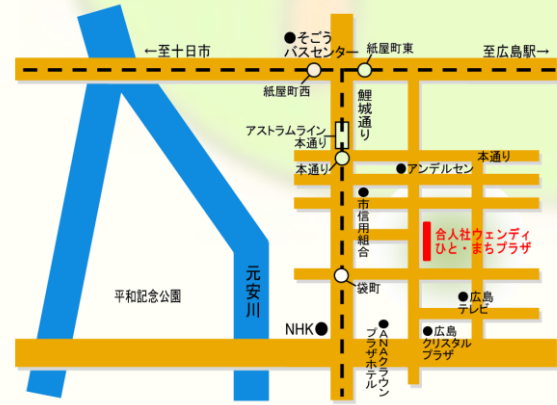 ●そごう
バスセンター
←至十日市
紙屋町東
至広島駅→
紙屋町西
鯉城通り
アストラムライン
本通り
本通り
本通り
●アンデルセン
●市信用組合
合人社ウェンディ
ひと・まちプラザ
元安川
平和記念公園
袋町
●広島
テレビ
NHK●
●ANAクラウン
プラザホテル
●広島
クリスタル
プラザ